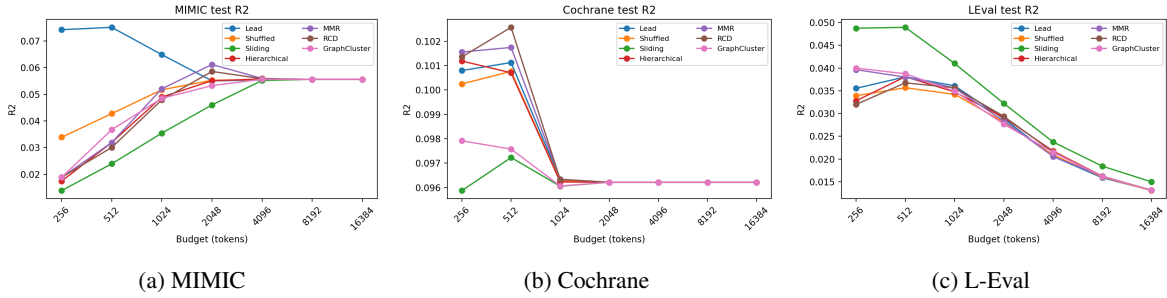 MIMIC test R2
Lead
Shuffled
Sliding
Hierarchical
MMR
RCD
GraphCluster
R2
0.07
0.06
0.05
0.04
0.03
0.02
256
512
1024
2048
4096
8192
16384
Budget (tokens)
(a) MIMIC
Cochrane test R2
Lead
Shuffled
Sliding
Hierarchical
MMR
RCD
GraphCluster
R2
0.102
0.101
0.100
0.099
0.098
0.097
0.096
256
512
1024
2048
4096
8192
16384
Budget (tokens)
(b) Cochrane
LEval test R2
Lead
Shuffled
Sliding
Hierarchical
MMR
RCD
GraphCluster
R2
0.050
0.045
0.040
0.035
0.030
0.025
0.020
0.015
256
512
1024
2048
4096
8192
16384
Budget (tokens)
(c) L-Eval